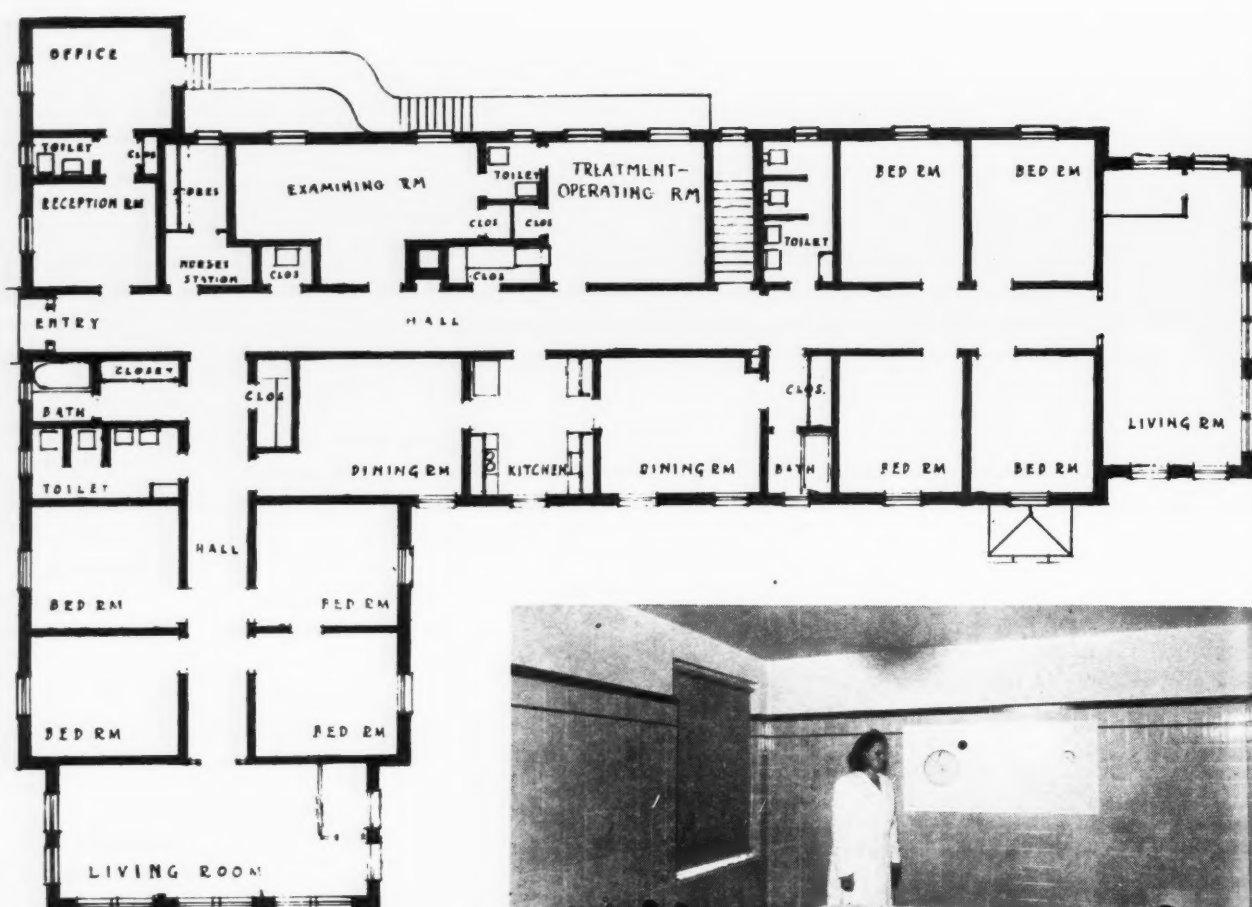 OFFICE
TOILET
CLOS
STORES
EXAMINING RM
TOILET
TREATMENT-
OPERATING RM
BED RM
BED RM
RECEPTION RM
CLOS
CLOS
TOILET
NURSES
STATION
CLOS
CLOS
ENTRY
HALL
CLOSET
BATH
CLOS
CLOS.
LIVING RM
DINING RM
KITCHEN
DINING RM
BATH
BED RM
BED RM
TOILET
HALL
BED RM
BED RM
BED RM
BED RM
LIVING ROOM